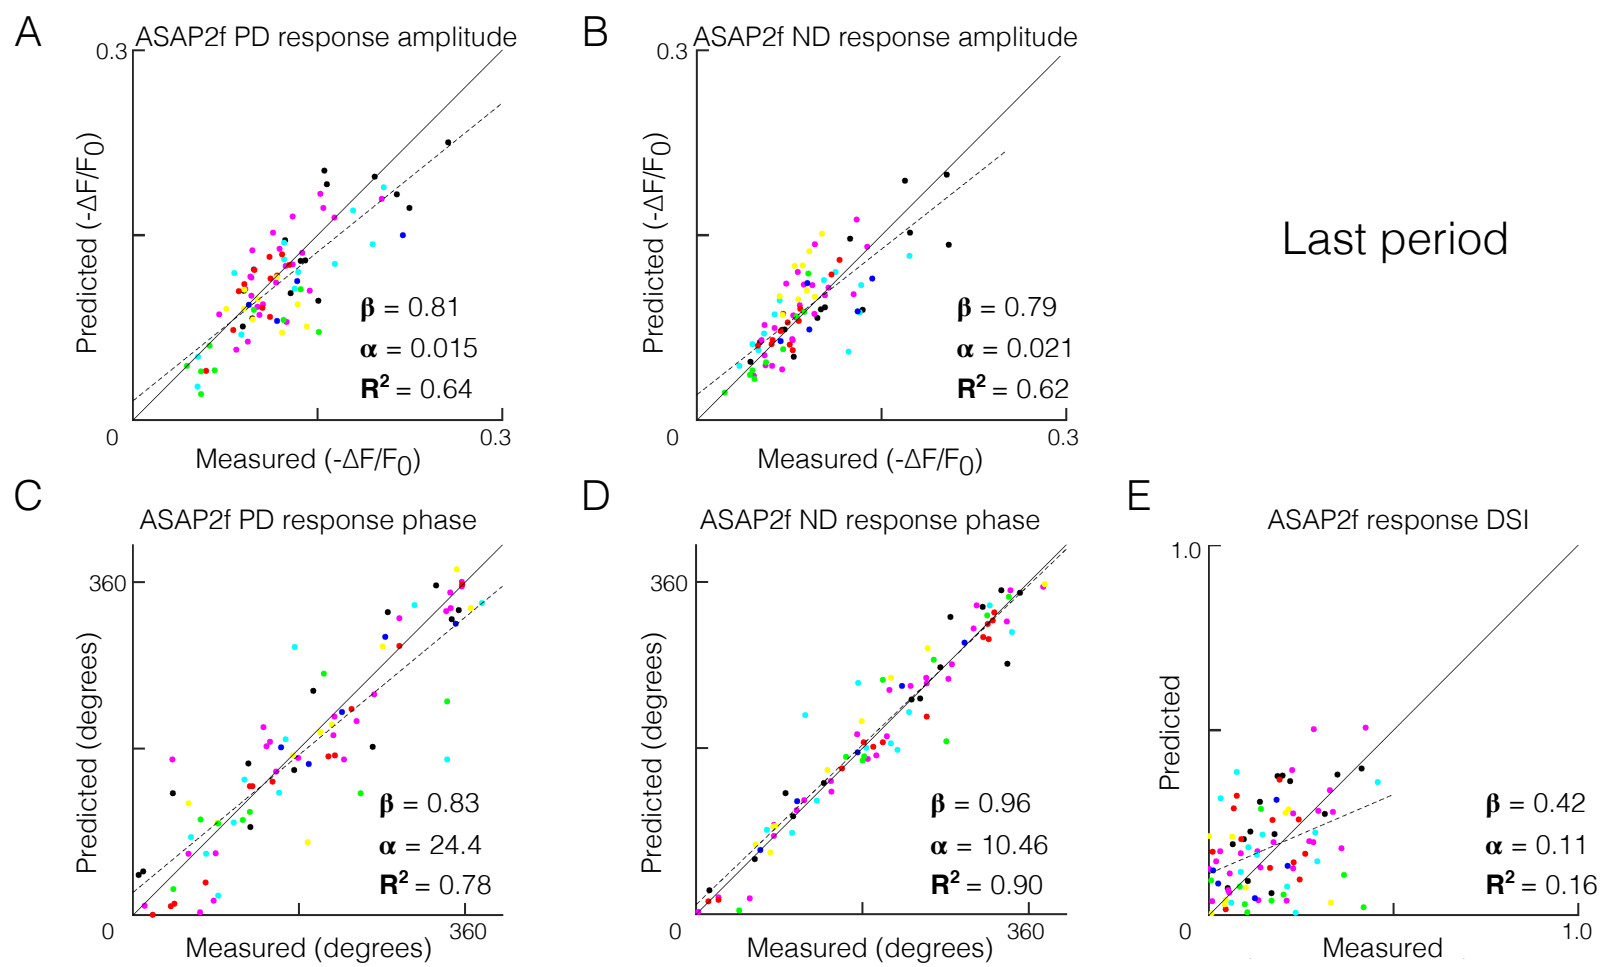 A
ASAP2f PD response amplitude
0.3
Predicted (-ΔF/F0)
β = 0.81
α = 0.015
R² = 0.64
0
0.3
Measured (-ΔF/F0)
B
ASAP2f ND response amplitude
0.3
Predicted (-ΔF/F0)
β = 0.79
α = 0.021
R² = 0.62
0
0.3
Measured (-ΔF/F0)
Last period
C
ASAP2f PD response phase
360
Predicted (degrees)
β = 0.83
α = 24.4
R² = 0.78
0
360
Measured (degrees)
D
ASAP2f ND response phase
360
Predicted (degrees)
β = 0.96
α = 10.46
R² = 0.90
0
360
Measured (degrees)
E
ASAP2f response DSI
1.0
Predicted
β = 0.42
α = 0.11
R² = 0.16
0
1.0
Measured